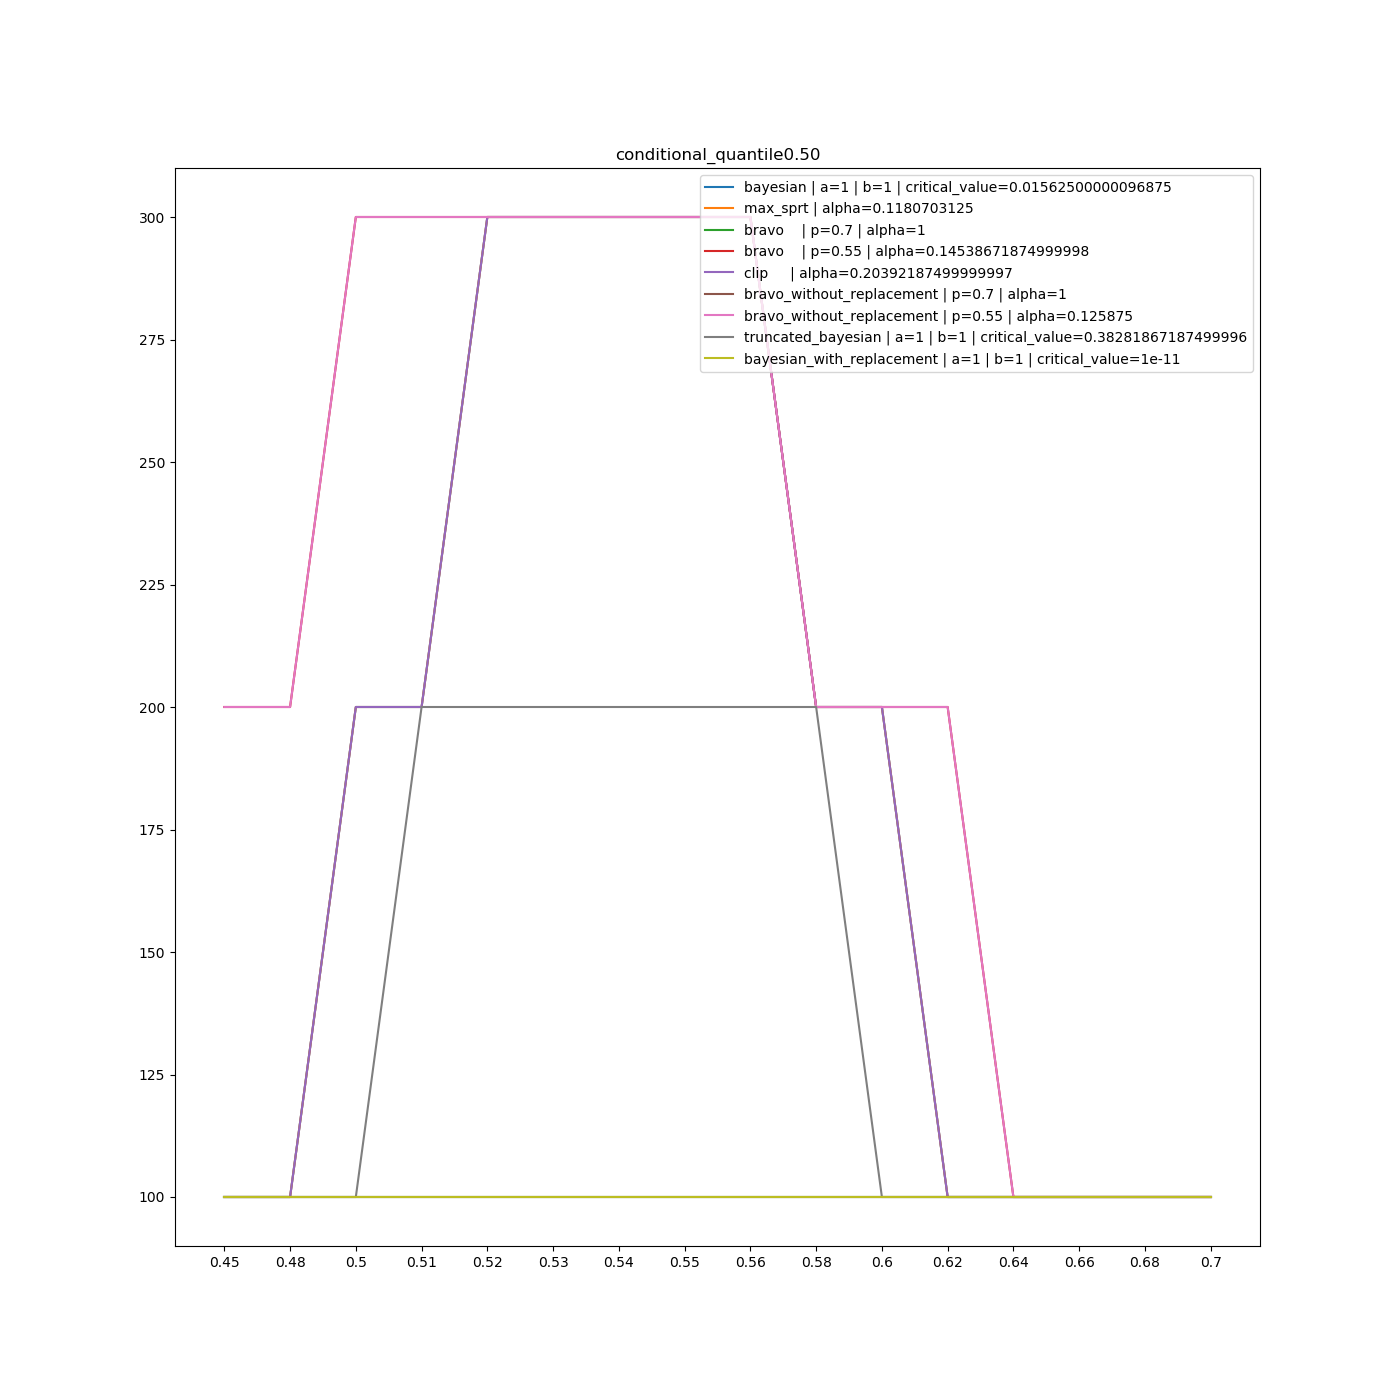 conditional_quantile0.50
bayesian | a=1 | b=1 | critical_value=0.01562500000096875
max_sprt | alpha=0.1180703125
bravo    | p=0.7 | alpha=1
bravo    | p=0.55 | alpha=0.14538671874999998
clip     | alpha=0.20392187499999997
bravo_without_replacement | p=0.7 | alpha=1
bravo_without_replacement | p=0.55 | alpha=0.125875
truncated_bayesian | a=1 | b=1 | critical_value=0.38281867187499996
bayesian_with_replacement | a=1 | b=1 | critical_value=1e-11
300
275
250
225
200
175
150
125
100
0.45 0.48 0.5 0.51 0.52 0.53 0.54 0.55 0.56 0.58 0.6 0.62 0.64 0.66 0.68 0.7